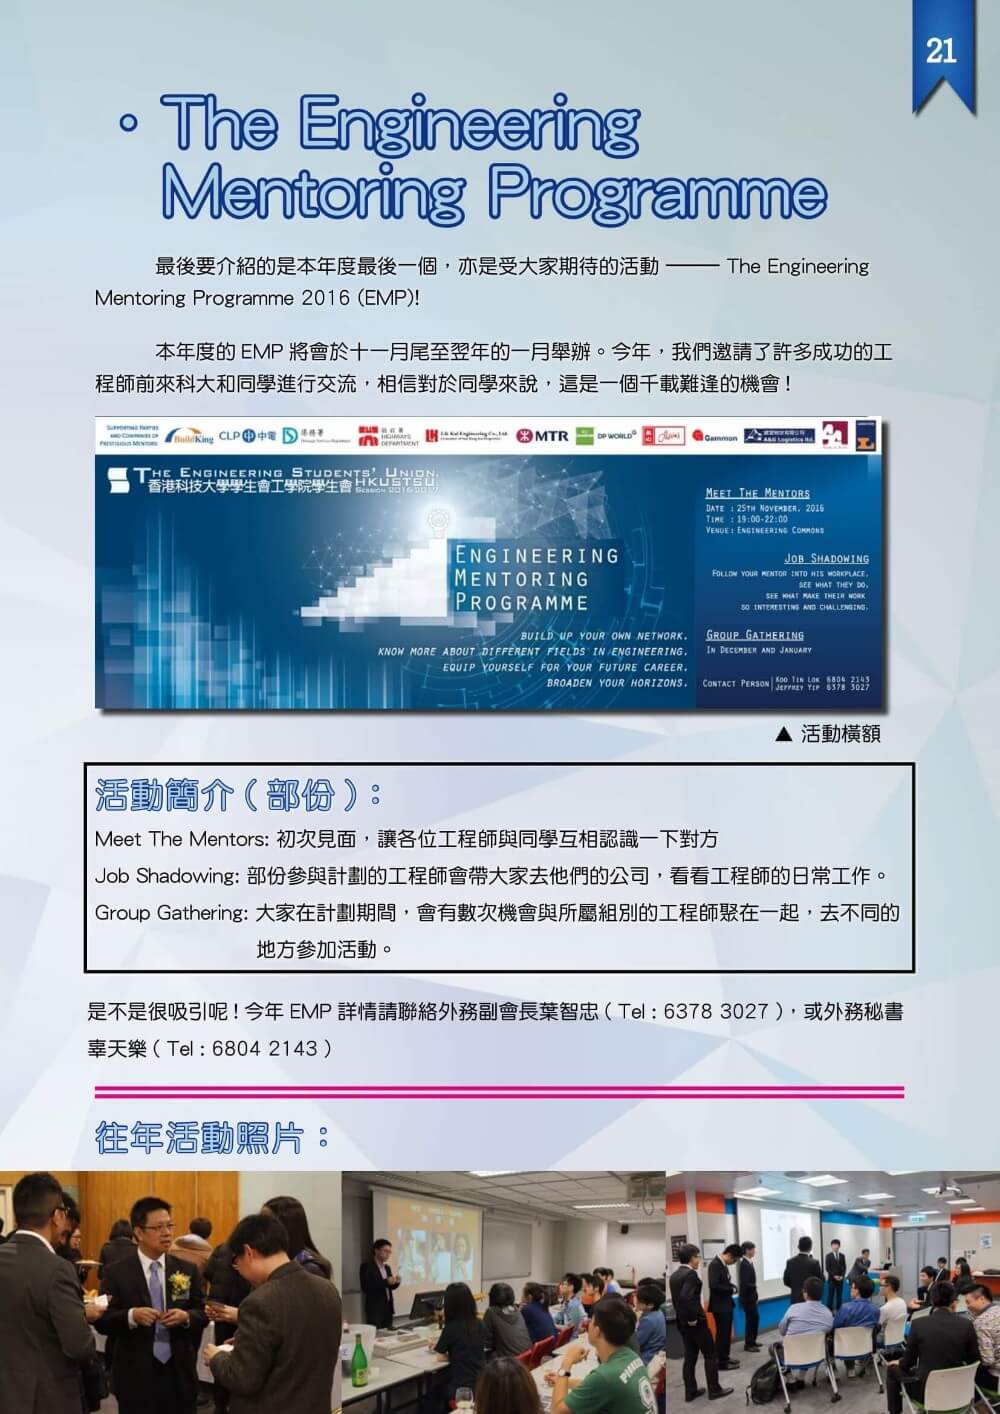 21
• The Engineering
Mentoring Programme
最後要介紹的是本年度最後一個，亦是受大家期待的活動 ─── The Engineering
Mentoring Programme 2016 (EMP)!
本年度的 EMP 將會於十一月尾至翌年的一月舉辦。今年，我們邀請了許多成功的工
程師前來科大和同學進行交流，相信對於同學來說，這是一個千載難逢的機會！
SUPPORTING PARTIES
AND COMPANIES OF
PRESTIGIOUS MENTORS
BuildKing CLP 中電 渠務署 Drainage Services Department 路政署 HIGHWAYS DEPARTMENT MTR DP WORLD Gammon A&G Logistics
THE ENGINEERING STUDENTS' UNION,
香港科技大學學生會工學院學生會 HKUSTSU.
SESSION 2016-2017
ENGINEERING
MENTORING
PROGRAMME
BUILD UP YOUR OWN NETWORK.
KNOW MORE ABOUT DIFFERENT FIELDS IN ENGINEERING.
EQUIP YOURSELF FOR YOUR FUTURE CAREER.
BROADEN YOUR HORIZONS.
MEET THE MENTORS
DATE : 25TH NOVEMBER, 2016
TIME : 19:00-22:00
VENUE: ENGINEERING COMMONS
JOB SHADOWING
FOLLOW YOUR MENTOR INTO HIS WORKPLACE.
SEE WHAT THEY DO.
SEE WHAT MAKE THEIR WORK
SO INTERESTING AND CHALLENGING.
GROUP GATHERING
IN DECEMBER AND JANUARY
CONTACT PERSON KOO TIN LOK 6804 2143
JEFFREY YIP 6378 3027
▲ 活動橫額
活動簡介（部份）：
Meet The Mentors: 初次見面，讓各位工程師與同學互相認識一下對方
Job Shadowing: 部份參與計劃的工程師會帶大家去他們的公司，看看工程師的日常工作。
Group Gathering: 大家在計劃期間，會有數次機會與所屬組別的工程師聚在一起，去不同的
地方參加活動。
是不是很吸引呢！今年 EMP 詳情請聯絡外務副會長葉智忠（Tel : 6378 3027），或外務秘書
辜天樂（Tel : 6804 2143）
往年活動照片：